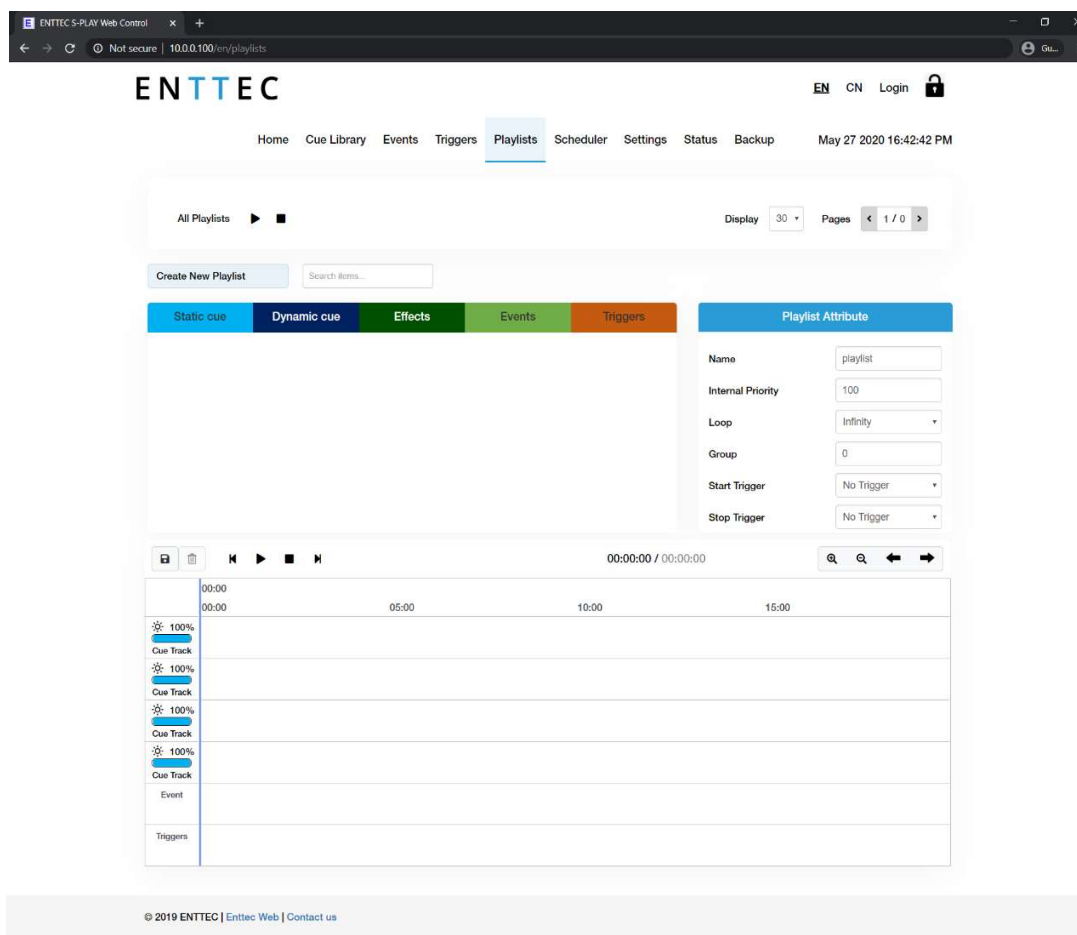 ENTTEC S-PLAY Web Control
Not secure | 10.0.0.100/en/playlists
Gu...
ENTTEC
EN CN Login
Home Cue Library Events Triggers Playlists Scheduler Settings Status Backup May 27 2020 16:42:42 PM
All Playlists Display 30 Pages 1 / 0
Create New Playlist Search items...
Static cue Dynamic cue Effects Events Triggers Playlist Attribute
Name playlist
Internal Priority 100
Loop Infinity
Group 0
Start Trigger No Trigger
Stop Trigger No Trigger
00:00:00 / 00:00:00
00:00
00:00 05:00 10:00 15:00
100%
Cue Track
100%
Cue Track
100%
Cue Track
100%
Cue Track
Event
Triggers
© 2019 ENTTEC | Enttec Web | Contact us